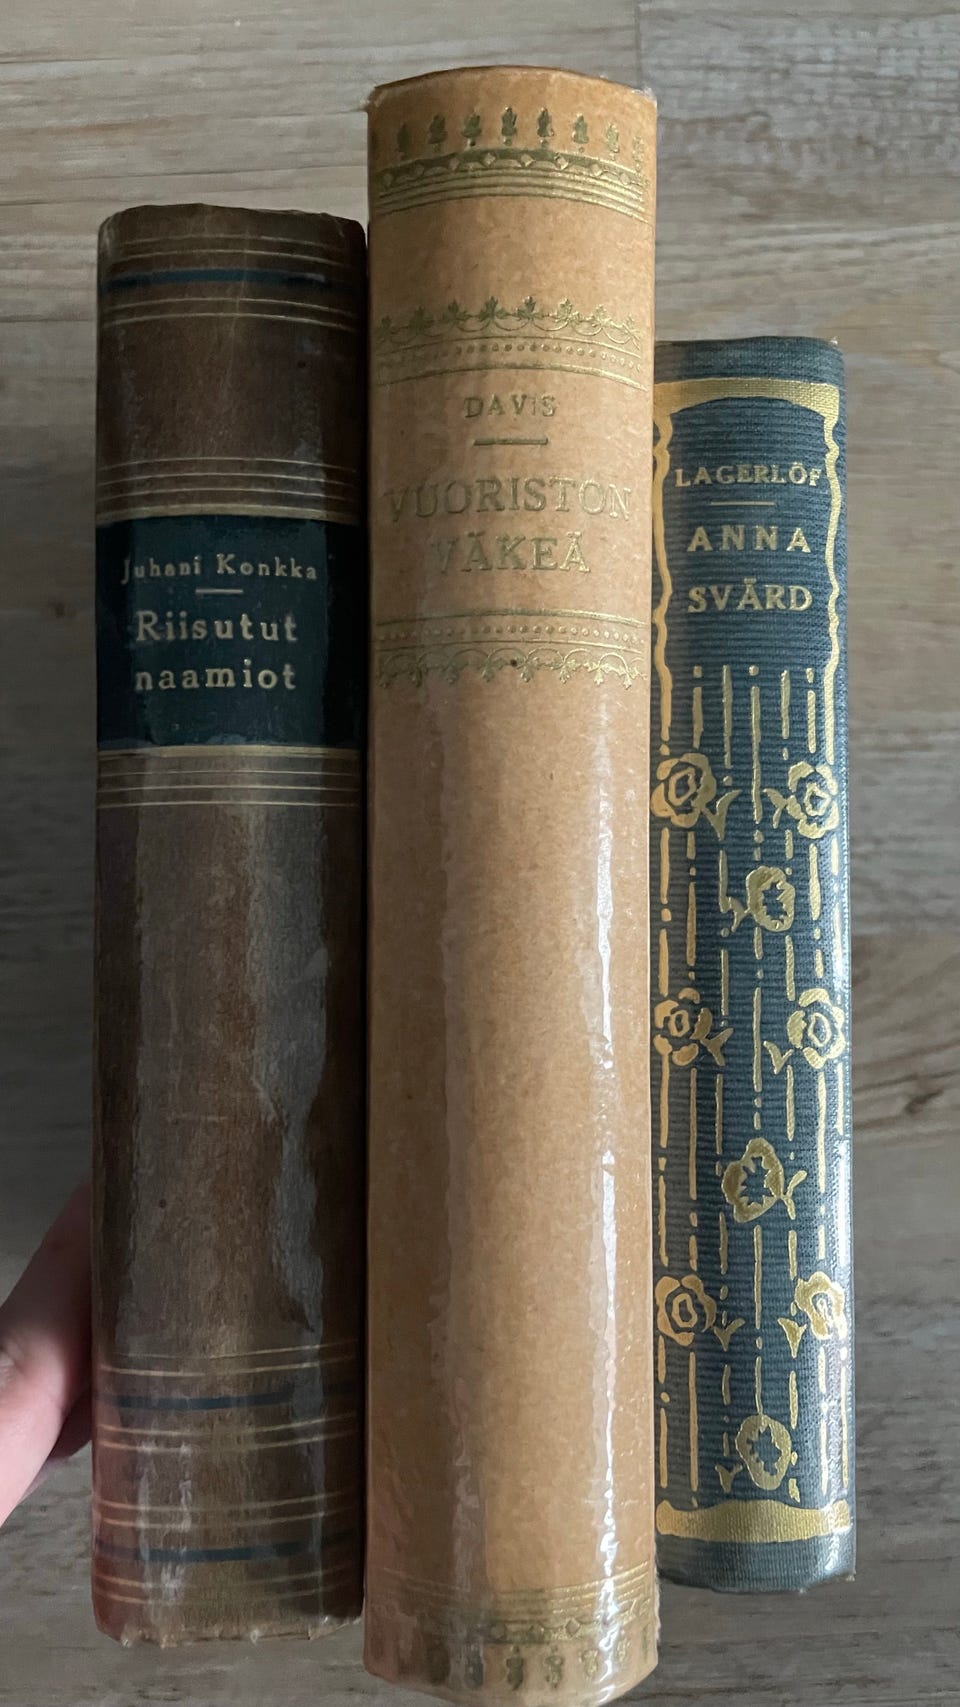 Juhani Konkka
Riisutut
naamiot
DAVIS
VUORISTON
VÄKEÄ
LAGERLÖF
ANNA
SVÄRD